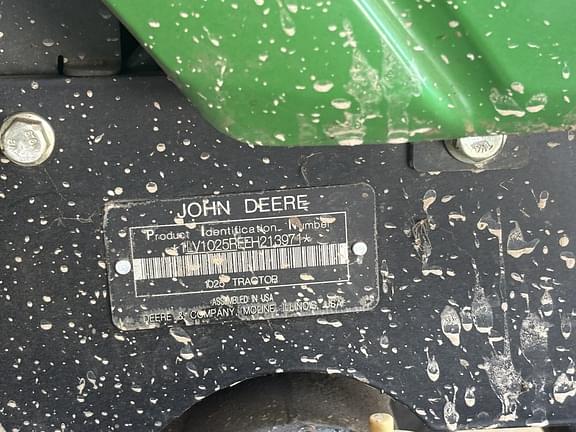 JOHN DEERE
Product Identification Number
*1LV1025REEH213971*
1025 TRACTOR
ASSEMBLED IN USA
DEERE & COMPANY, MOLINE, ILLINOIS, USA